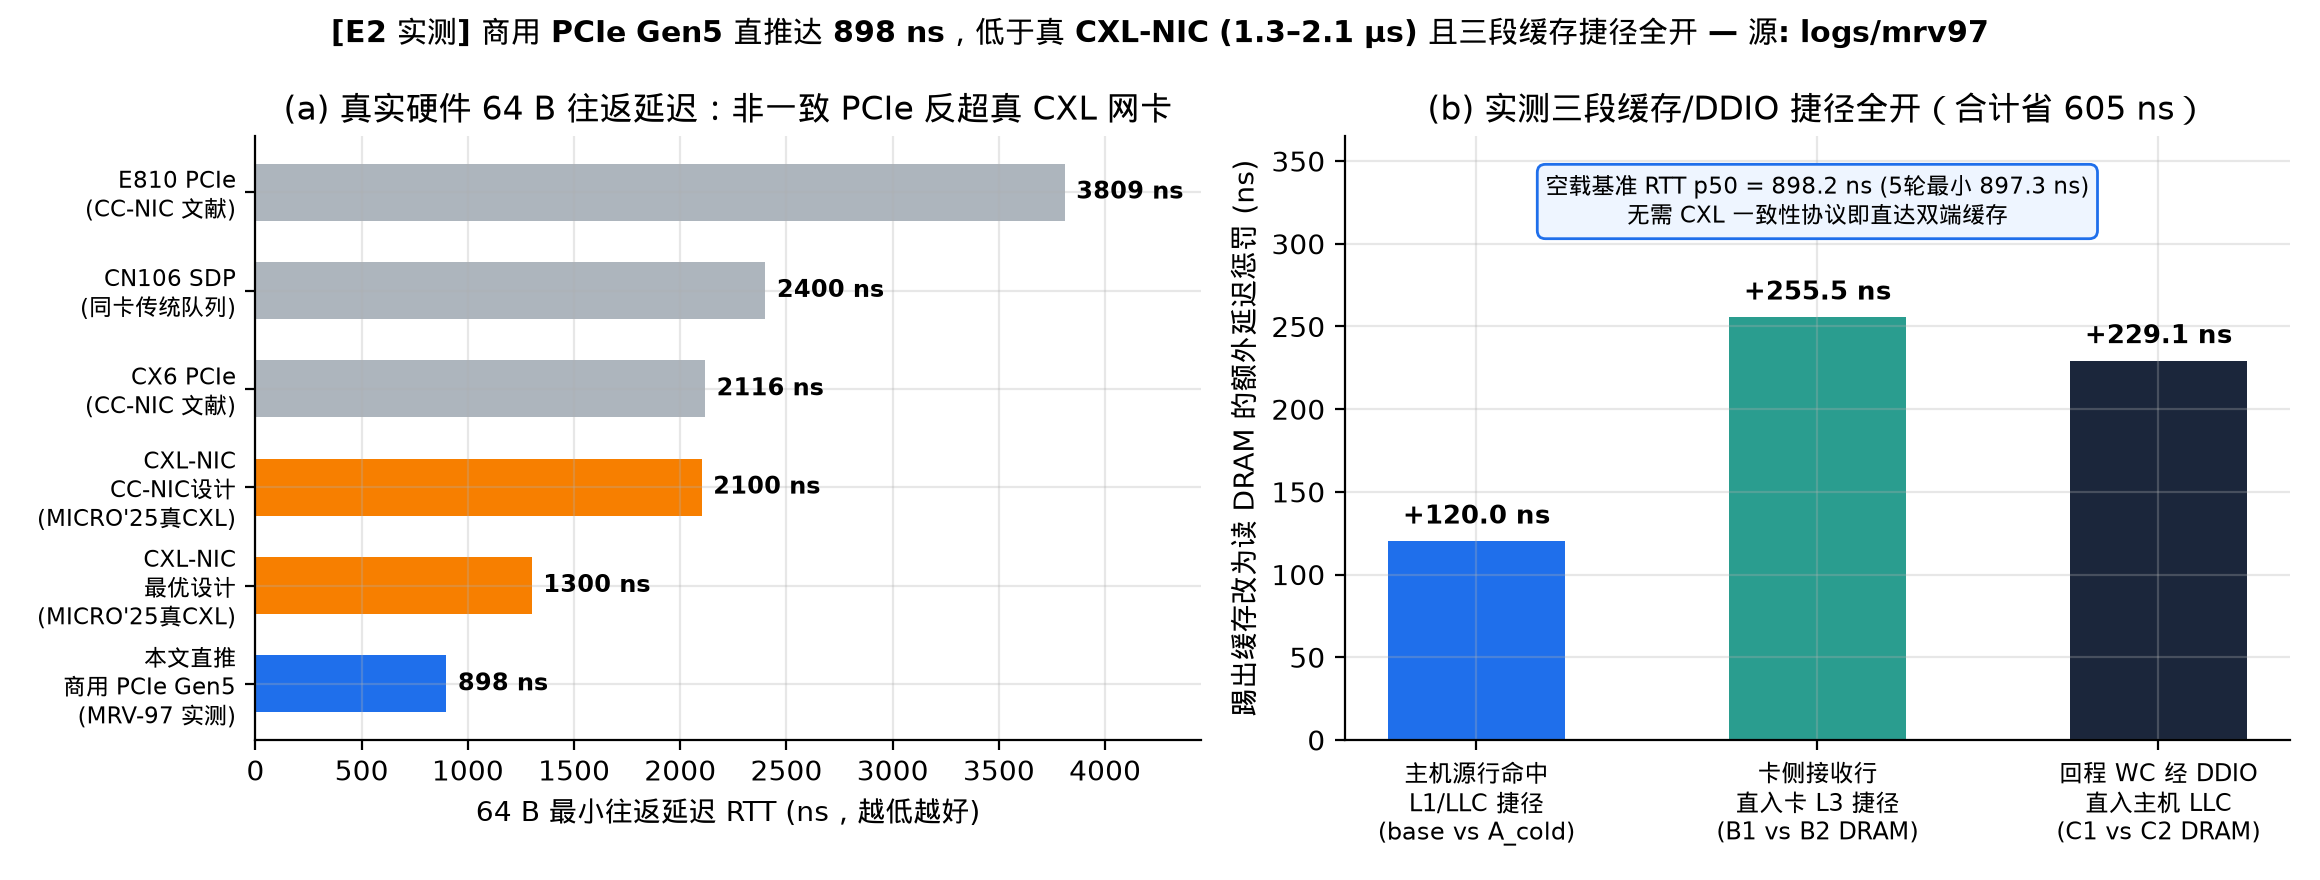 [E2 实测] 商用 PCIe Gen5 直推达 898 ns , 低于真 CXL-NIC (1.3–2.1 μs) 且三段缓存捷径全开 — 源: logs/mrv97
(a) 真实硬件 64 B 往返延迟：非一致 PCIe 反超真 CXL 网卡
E810 PCIe
(CC-NIC 文献)
3809 ns
CN106 SDP
(同卡传统队列)
2400 ns
CX6 PCIe
(CC-NIC 文献)
2116 ns
CXL-NIC
CC-NIC设计
(MICRO'25真CXL)
2100 ns
CXL-NIC
最优设计
(MICRO'25真CXL)
1300 ns
本文直推
商用 PCIe Gen5
(MRV-97 实测)
898 ns
0 500 1000 1500 2000 2500 3000 3500 4000
64 B 最小往返延迟 RTT (ns , 越低越好)
(b) 实测三段缓存/DDIO 捷径全开（合计省 605 ns）
踢出缓存改为读 DRAM 的额外延迟惩罚 (ns)
350
300
250
200
150
100
50
0
空载基准 RTT p50 = 898.2 ns (5轮最小 897.3 ns)
无需 CXL 一致性协议即直达双端缓存
+120.0 ns
+255.5 ns
+229.1 ns
主机源行命中
L1/LLC 捷径
(base vs A_cold)
卡侧接收行
直入卡 L3 捷径
(B1 vs B2 DRAM)
回程 WC 经 DDIO
直入主机 LLC
(C1 vs C2 DRAM)